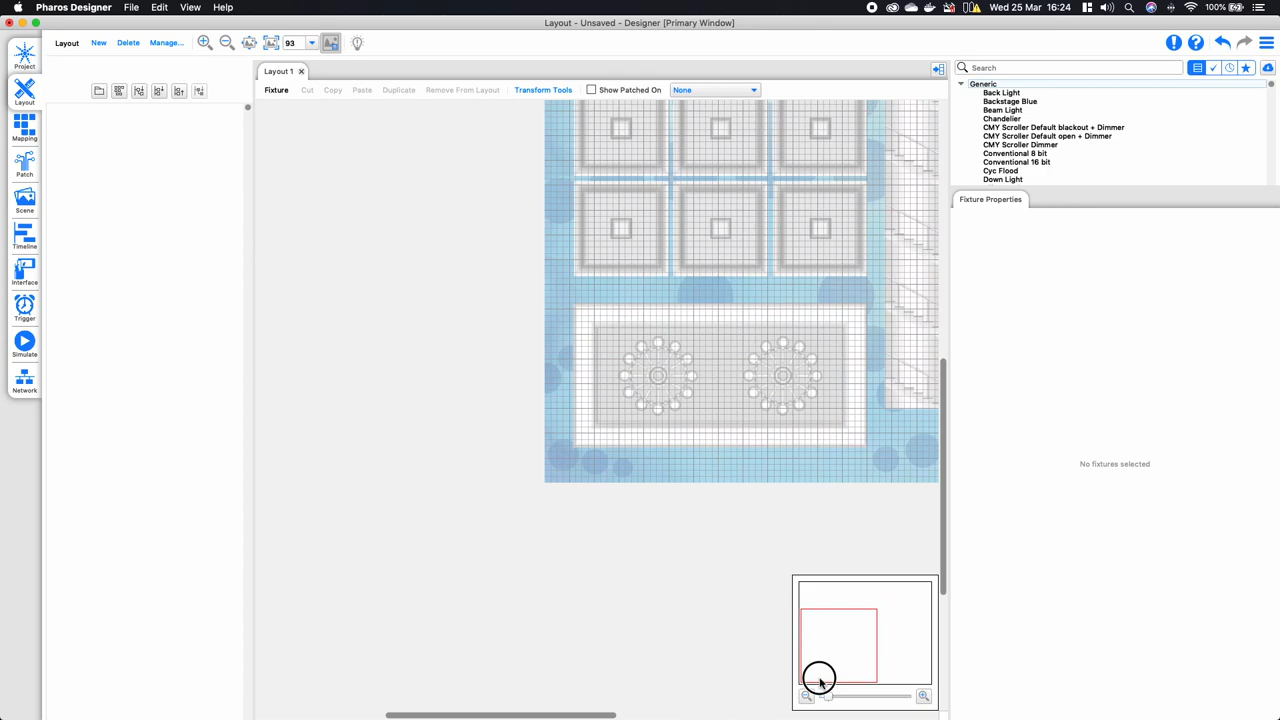 Pharos Designer File Edit View Help Wed 25 Mar 16:24 100%
Layout - Unsaved - Designer [Primary Window]
Layout New Delete Manage... 93
Project
Layout
Mapping
Patch
Scene
Timeline
Interface
Trigger
Simulate
Network
Layout 1
Fixture Cut Copy Paste Duplicate Remove From Layout Transform Tools Show Patched On None
Search
Generic
Back Light
Backstage Blue
Beam Light
Chandelier
CMY Scroller Default blackout + Dimmer
CMY Scroller Default open + Dimmer
CMY Scroller Dimmer
Conventional 8 bit
Conventional 16 bit
Cyc Flood
Down Light
Fixture Properties
No fixtures selected